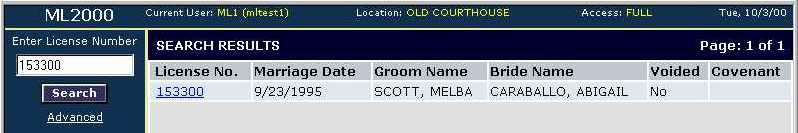 ML2000 Current User: ML1 (mltest1) Location: OLD COURTHOUSE Access: FULL Tue, 10/3/00
Enter License Number
153300
Search
Advanced
SEARCH RESULTS Page: 1 of 1
License No. Marriage Date Groom Name Bride Name Voided Covenant
153300 9/23/1995 SCOTT, MELBA CARABALLO, ABIGAIL No